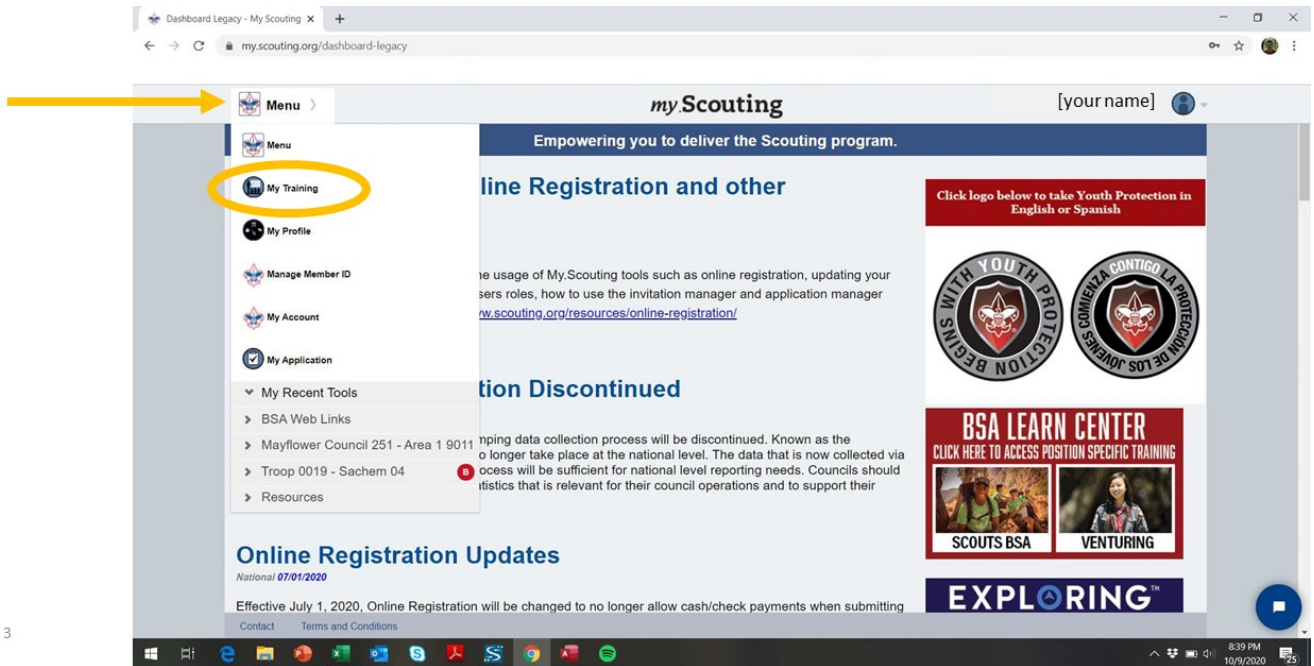 Dashboard Legacy - My Scouting
my.scouting.org/dashboard-legacy
Menu
my.Scouting
[your name]
Menu
Empowering you to deliver the Scouting program.
My Training
My Profile
Manage Member ID
My Account
My Application
My Recent Tools
BSA Web Links
Mayflower Council 251 - Area 1 9011
Troop 0019 - Sachem 04
B
Resources
line Registration and other
usage of My.Scouting tools such as online registration, updating your
sers roles, how to use the invitation manager and application manager
w.scouting.org/resources/online-registration/
tion Discontinued
mping data collection process will be discontinued. Known as the
o longer take place at the national level. The data that is now collected via
ocess will be sufficient for national level reporting needs. Councils should
tistics that is relevant for their council operations and to support their
Online Registration Updates
National 07/01/2020
Effective July 1, 2020, Online Registration will be changed to no longer allow cash/check payments when submitting
Contact Terms and Conditions
Click logo below to take Youth Protection in
English or Spanish
YOUTH PROTECTION BEGINS WITH YOU
CONTIGO COMIENZA LA PROTECCIÓN DE LOS JÓVENES
BSA LEARN CENTER
CLICK HERE TO ACCESS POSITION SPECIFIC TRAINING
SCOUTS BSA
VENTURING
EXPLORING™
3
8:39 PM
10/9/2020
25